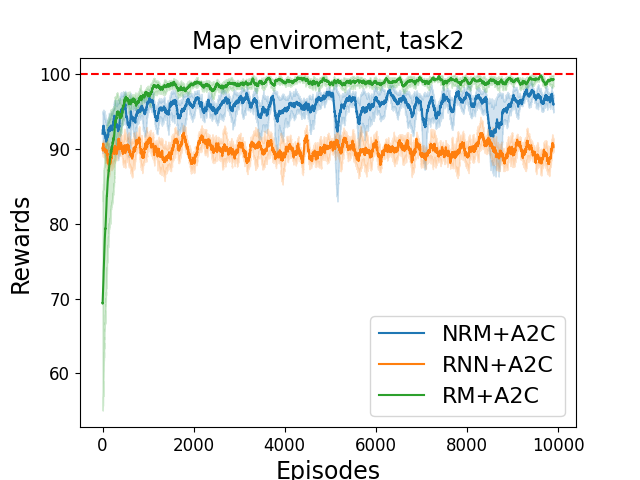 Map enviroment, task2
100
90
80
70
60
Rewards
NRM+A2C
RNN+A2C
RM+A2C
0 2000 4000 6000 8000 10000
Episodes